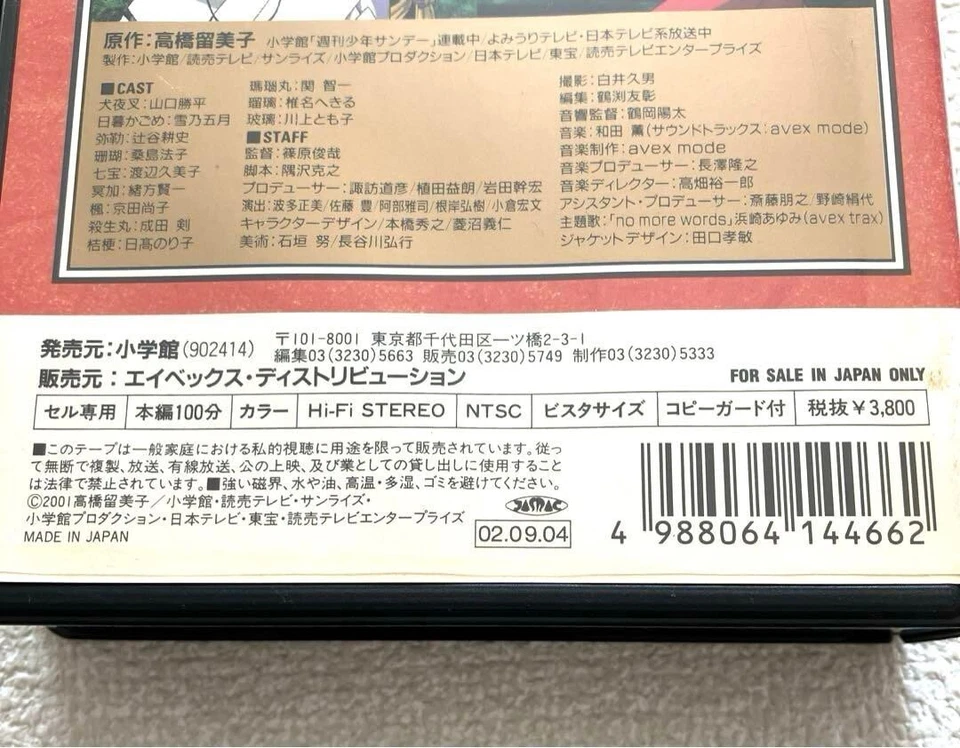 原作:高橋留美子 小学館「週刊少年サンデー」連載中/よみうりテレビ・日本テレビ系放送中
製作:小学館/読売テレビ/サンライズ/小学館プロダクション/日本テレビ/東宝/読売テレビエンタープライズ
■CAST
犬夜叉:山口勝平
日暮かごめ:雪乃五月
弥勒:辻谷耕史
珊瑚:桑島法子
七宝:渡辺久美子
冥加:緒方賢一
楓:京田尚子
殺生丸:成田 剣
桔梗:日髙のり子
瑪瑙丸:関 智一
瑠璃:椎名へきる
玻璃:川上とも子
■STAFF
監督:篠原俊哉
脚本:隅沢克之
プロデューサー:諏訪道彦/植田益朗/岩田幹宏
演出:波多正美/佐藤 豊/阿部雅司/根岸弘樹/小倉宏文
キャラクターデザイン/本橋秀之/菱沼義仁
美術:石垣 努/長谷川弘行
撮影:白井久男
編集:鶴渕友彰
音響監督:鶴岡陽太
音楽:和田 薫(サウンドトラックス:avex mode)
音楽制作:avex mode
音楽プロデューサー:長澤隆之
音楽ディレクター:高畑裕一郎
アシスタント・プロデューサー:斎藤朋之/野崎絹代
主題歌:「no more words」浜崎あゆみ(avex trax)
ジャケットデザイン:田口孝敏
発売元:小学館(902414) 〒101-8001 東京都千代田区一ツ橋2-3-1
編集03(3230)5663 販売03(3230)5749 制作03(3230)5333
販売元:エイベックス・ディストリビューション FOR SALE IN JAPAN ONLY
セル専用 本編100分 カラー Hi-Fi STEREO NTSC ビスタサイズ コピーガード付 税抜¥3,800
■このテープは一般家庭における私的視聴に用途を限って販売されています。従っ
て無断で複製、放送、有線放送、公の上映、及び業としての貸し出しに使用すること
は法律で禁止されています。■強い磁界、水や油、高温・多湿、ゴミを避けてください。
©2001高橋留美子/小学館・読売テレビ・サンライズ・
小学館プロダクション・日本テレビ・東宝・読売テレビエンタープライズ
MADE IN JAPAN
JASRAC
02.09.04
4 988064 144662